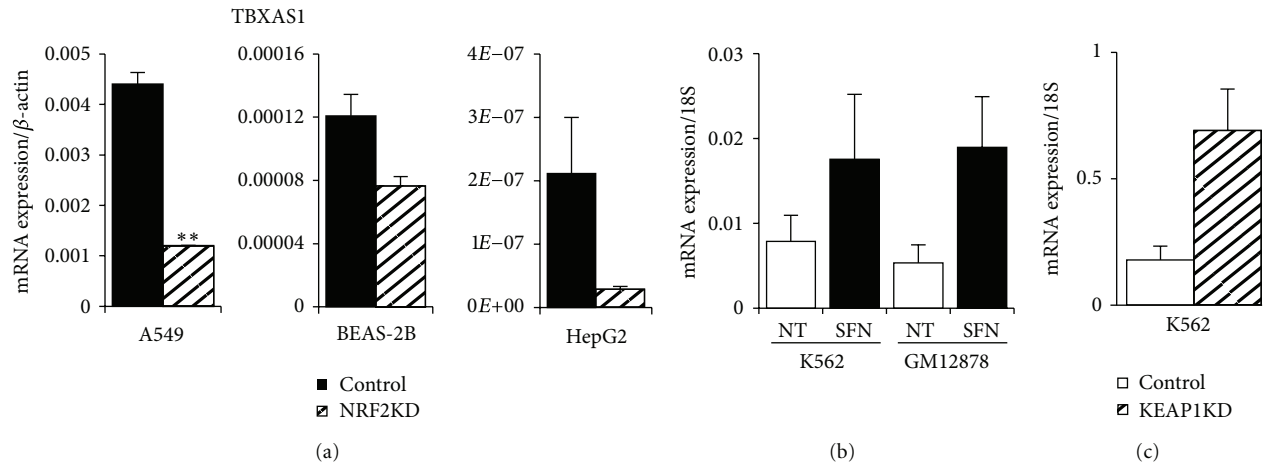 TBXAS1
mRNA expression/β-actin
0.005
0.004
0.003
0.002
0.001
0
**
A549
0.00016
0.00012
0.00008
0.00004
0
BEAS-2B
4E−07
3E−07
2E−07
1E−07
0E+00
HepG2
Control
NRF2KD
(a)
mRNA expression/18S
0.03
0.02
0.01
0
NT SFN NT SFN
K562 GM12878
(b)
mRNA expression/18S
1
0.5
0
K562
Control
KEAP1KD
(c)